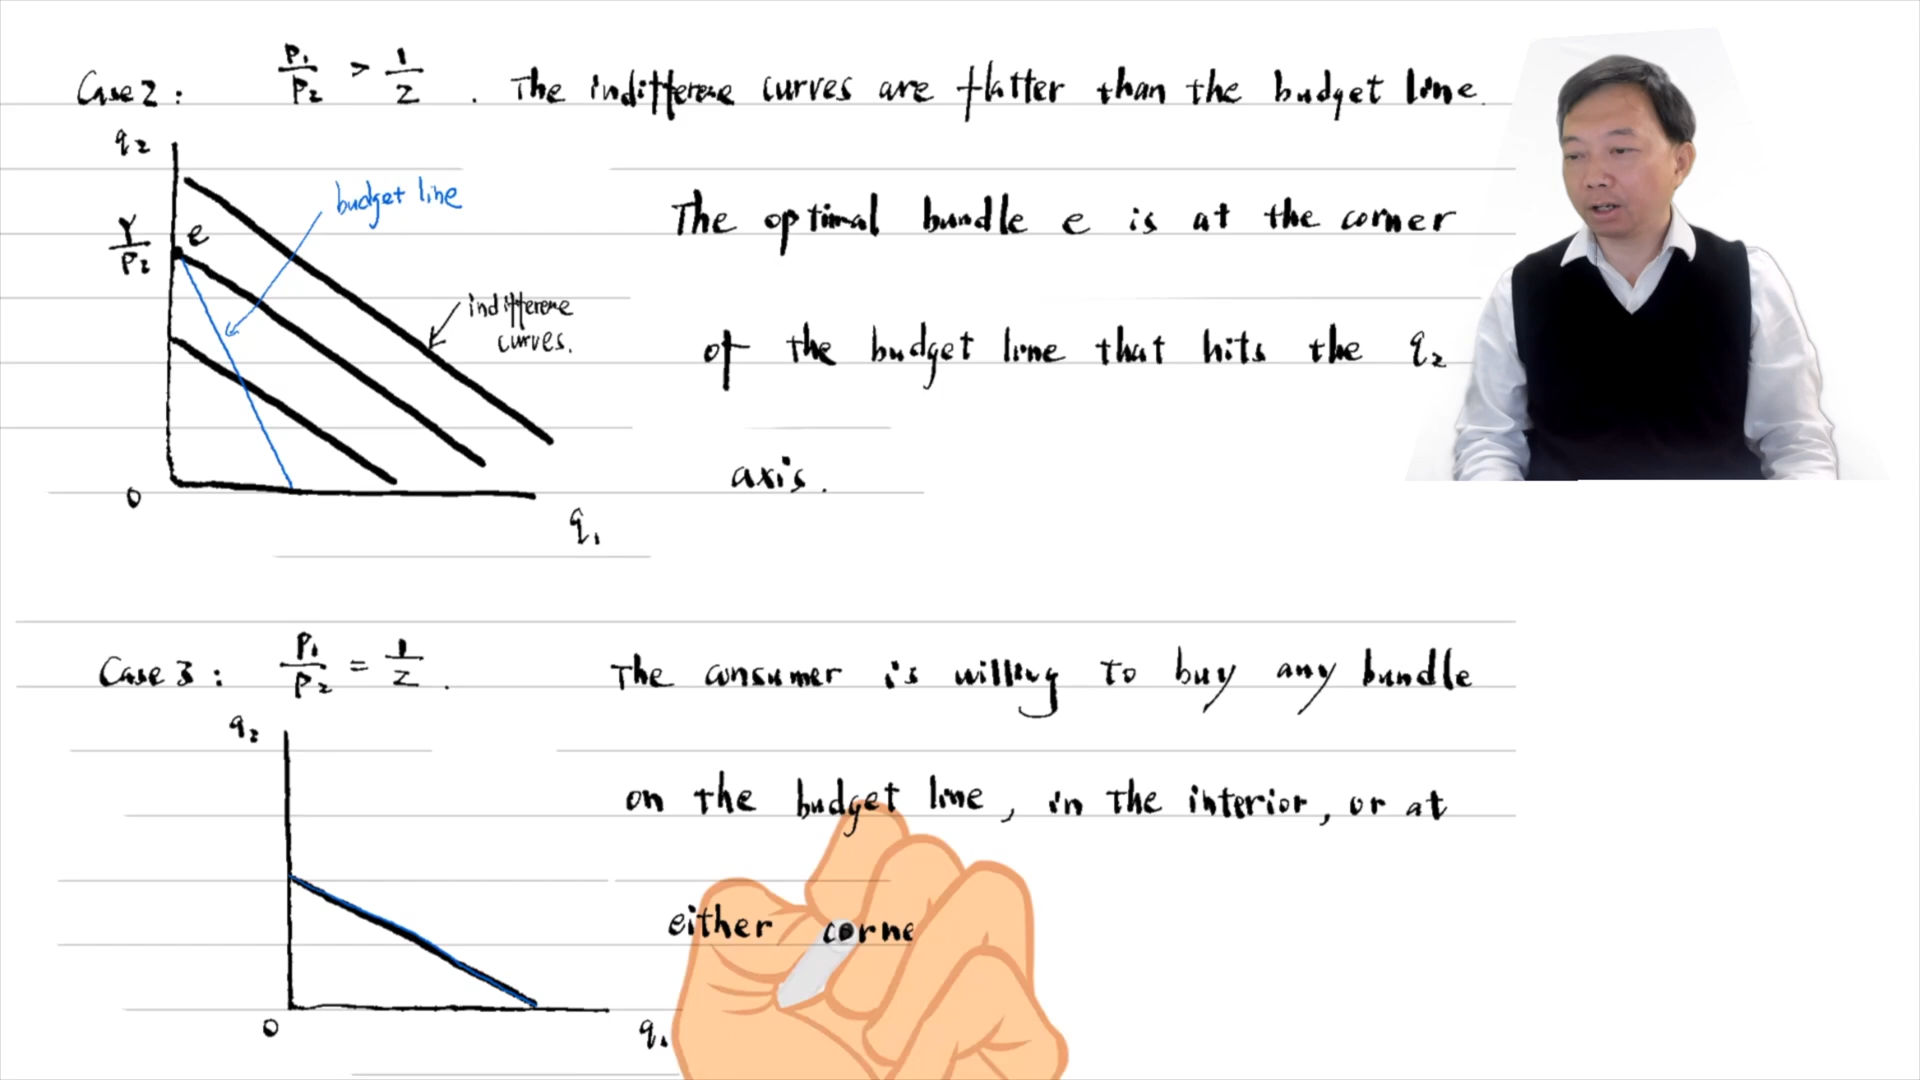 Case 2 : P₁/P₂ > 1/2 . The indifference curves are flatter than the budget line.
q₂
budget line
Y/P₂ e
The optimal bundle e is at the corner
indifference
curves.
of the budget line that hits the q₂
axis.
0
q₁
Case 3 : P₁/P₂ = 1/2 . The consumer is willing to buy any bundle
q₂
on the budget line, in the interior, or at
either corne
0
q₁